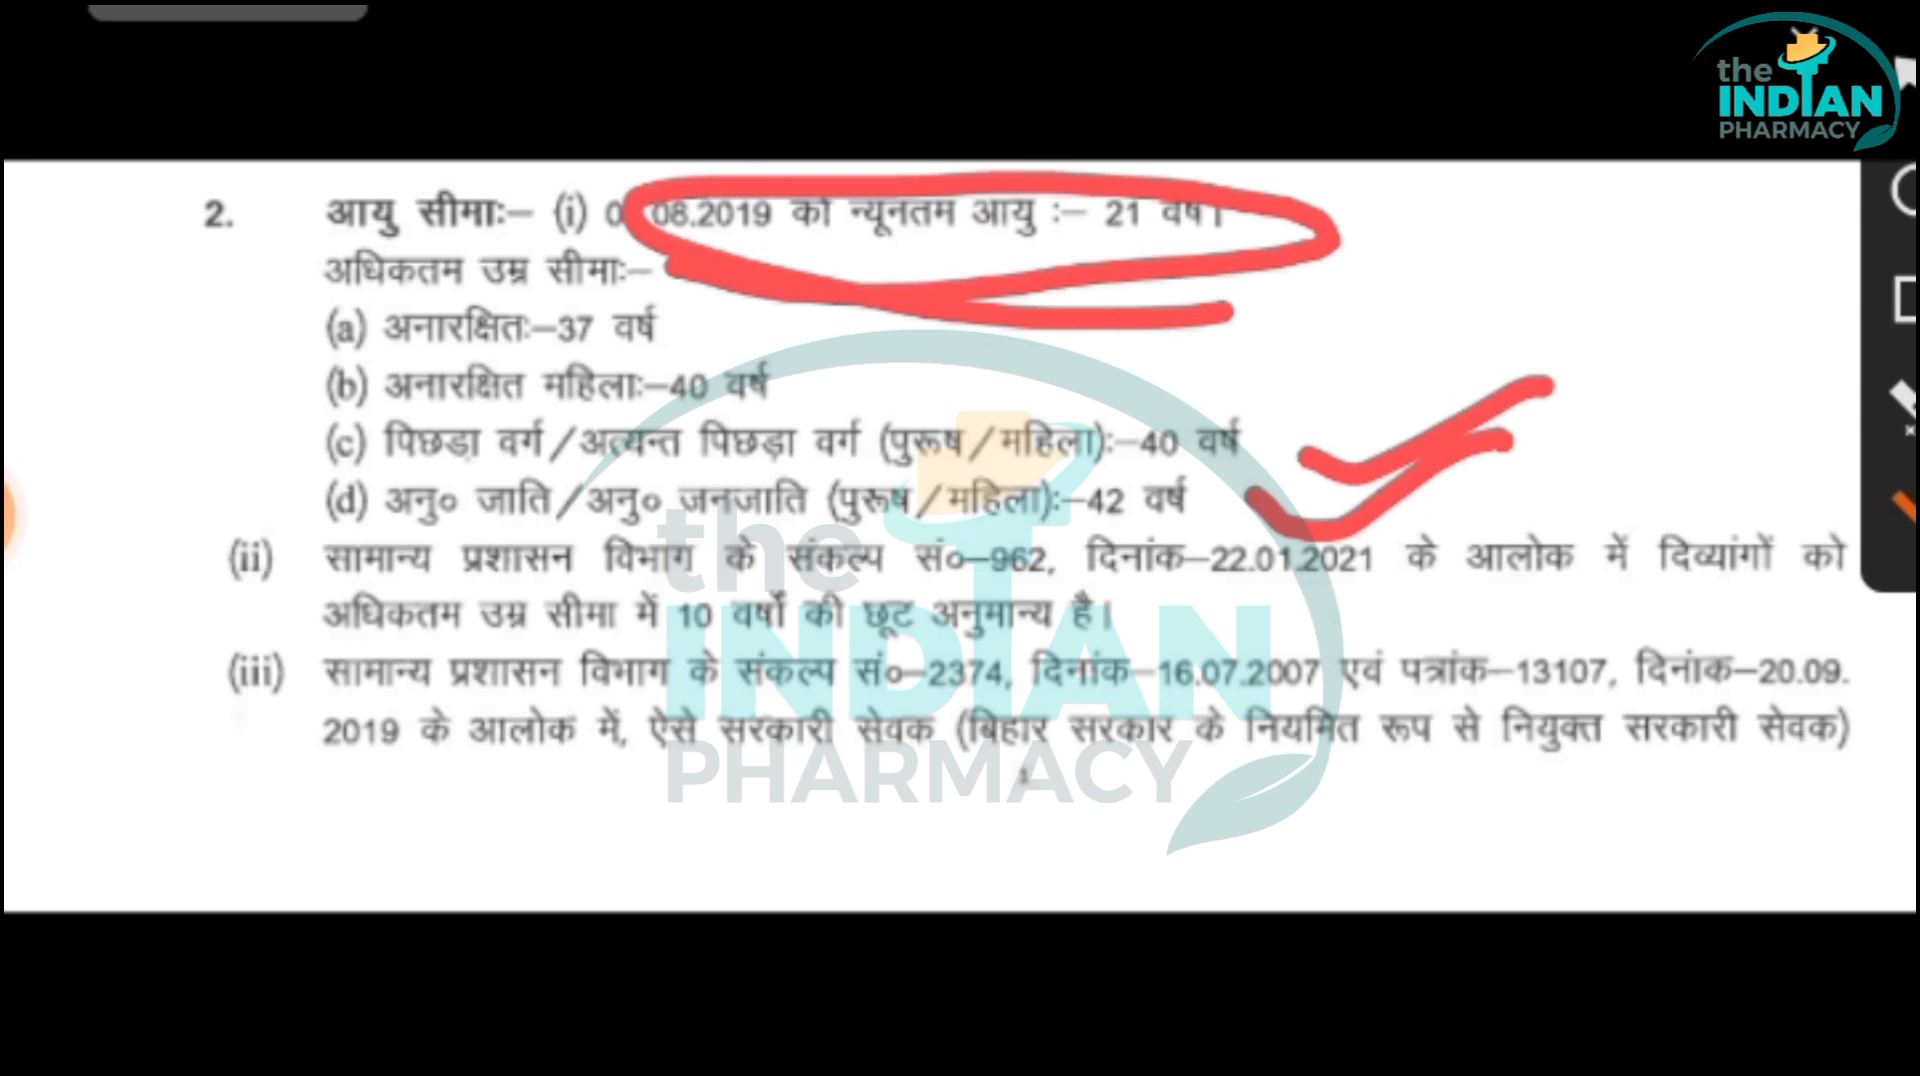 the
INDIAN
PHARMACY
2. आयु सीमाः– (i) 08.2019 को न्यूनतम आयु :– 21 वर्ष।
अधिकतम उम्र सीमाः–
(a) अनारक्षितः–37 वर्ष
(b) अनारक्षित महिलाः–40 वर्ष
(c) पिछड़ा वर्ग/अत्यन्त पिछड़ा वर्ग (पुरूष/महिला):–40 वर्ष
(d) अनु० जाति/अनु० जनजाति (पुरूष/महिला):–42 वर्ष
(ii) सामान्य प्रशासन विभाग के संकल्प सं०–962, दिनांक–22.01.2021 के आलोक में दिव्यांगों को
अधिकतम उम्र सीमा में 10 वर्षों की छूट अनुमान्य है।
(iii) सामान्य प्रशासन विभाग के संकल्प सं०–2374, दिनांक–16.07.2007 एवं पत्रांक–13107, दिनांक–20.09.
2019 के आलोक में, ऐसे सरकारी सेवक (बिहार सरकार के नियमित रूप से नियुक्त सरकारी सेवक)
1
the
INDIAN
PHARMACY